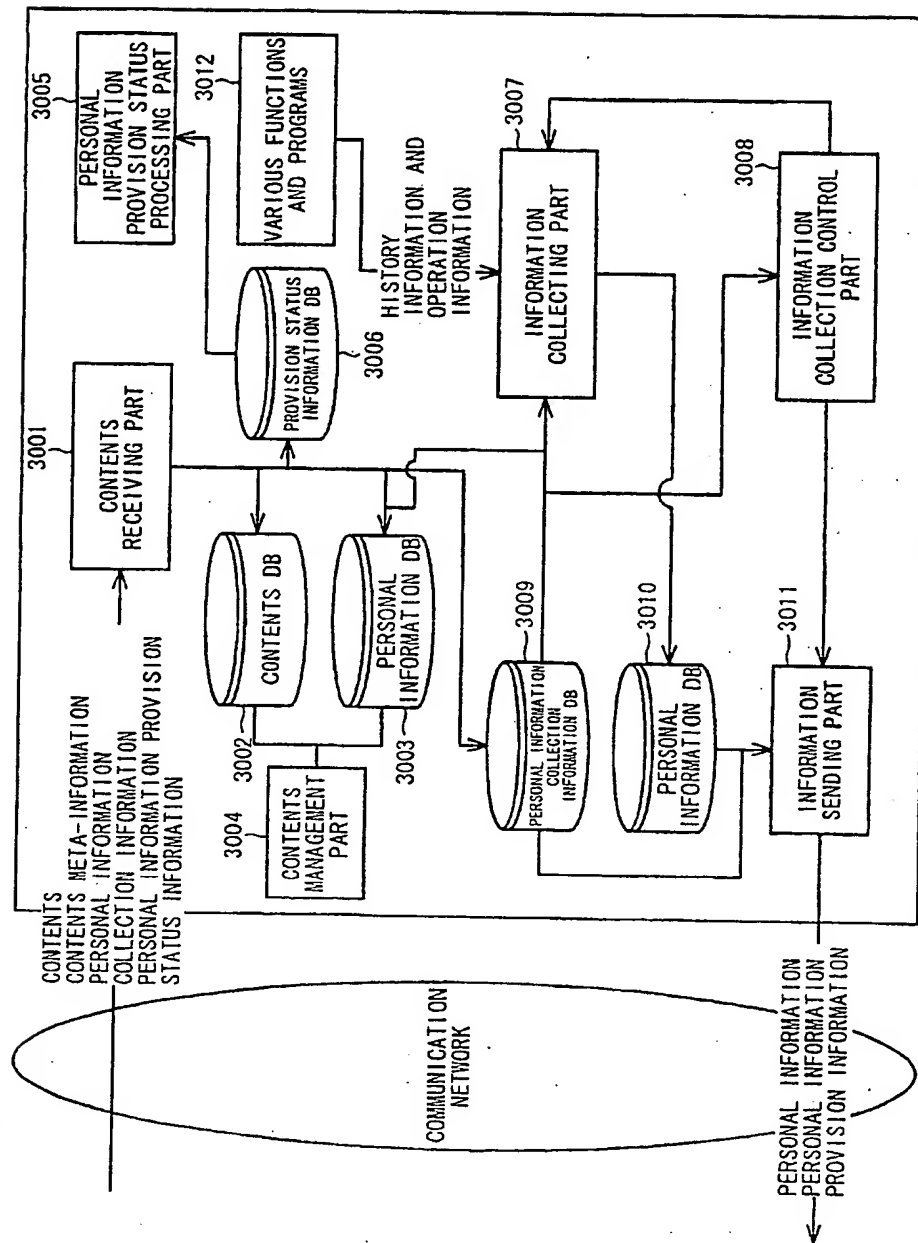 CONTENTS
CONTENTS META-INFORMATION
PERSONAL INFORMATION
COLLECTION INFORMATION
PERSONAL INFORMATION PROVISION
STATUS INFORMATION
3001
CONTENTS
RECEIVING PART
3005
PERSONAL
INFORMATION
PROVISION STATUS
PROCESSING PART
3012
VARIOUS FUNCTIONS
AND PROGRAMS
PROVISION STATUS
INFORMATION DB
3006
CONTENTS DB
3002
PERSONAL
INFORMATION DB
3003
3004
CONTENTS
MANAGEMENT
PART
HISTORY
INFORMATION AND
OPERATION
INFORMATION
3007
INFORMATION
COLLECTING PART
3009
PERSONAL INFORMATION
COLLECTION
INFORMATION DB
3010
PERSONAL
INFORMATION DB
3008
INFORMATION
COLLECTION CONTROL
PART
3011
INFORMATION
SENDING PART
COMMUNICATION
NETWORK
PERSONAL INFORMATION
PERSONAL INFORMATION
PROVISION INFORMATION